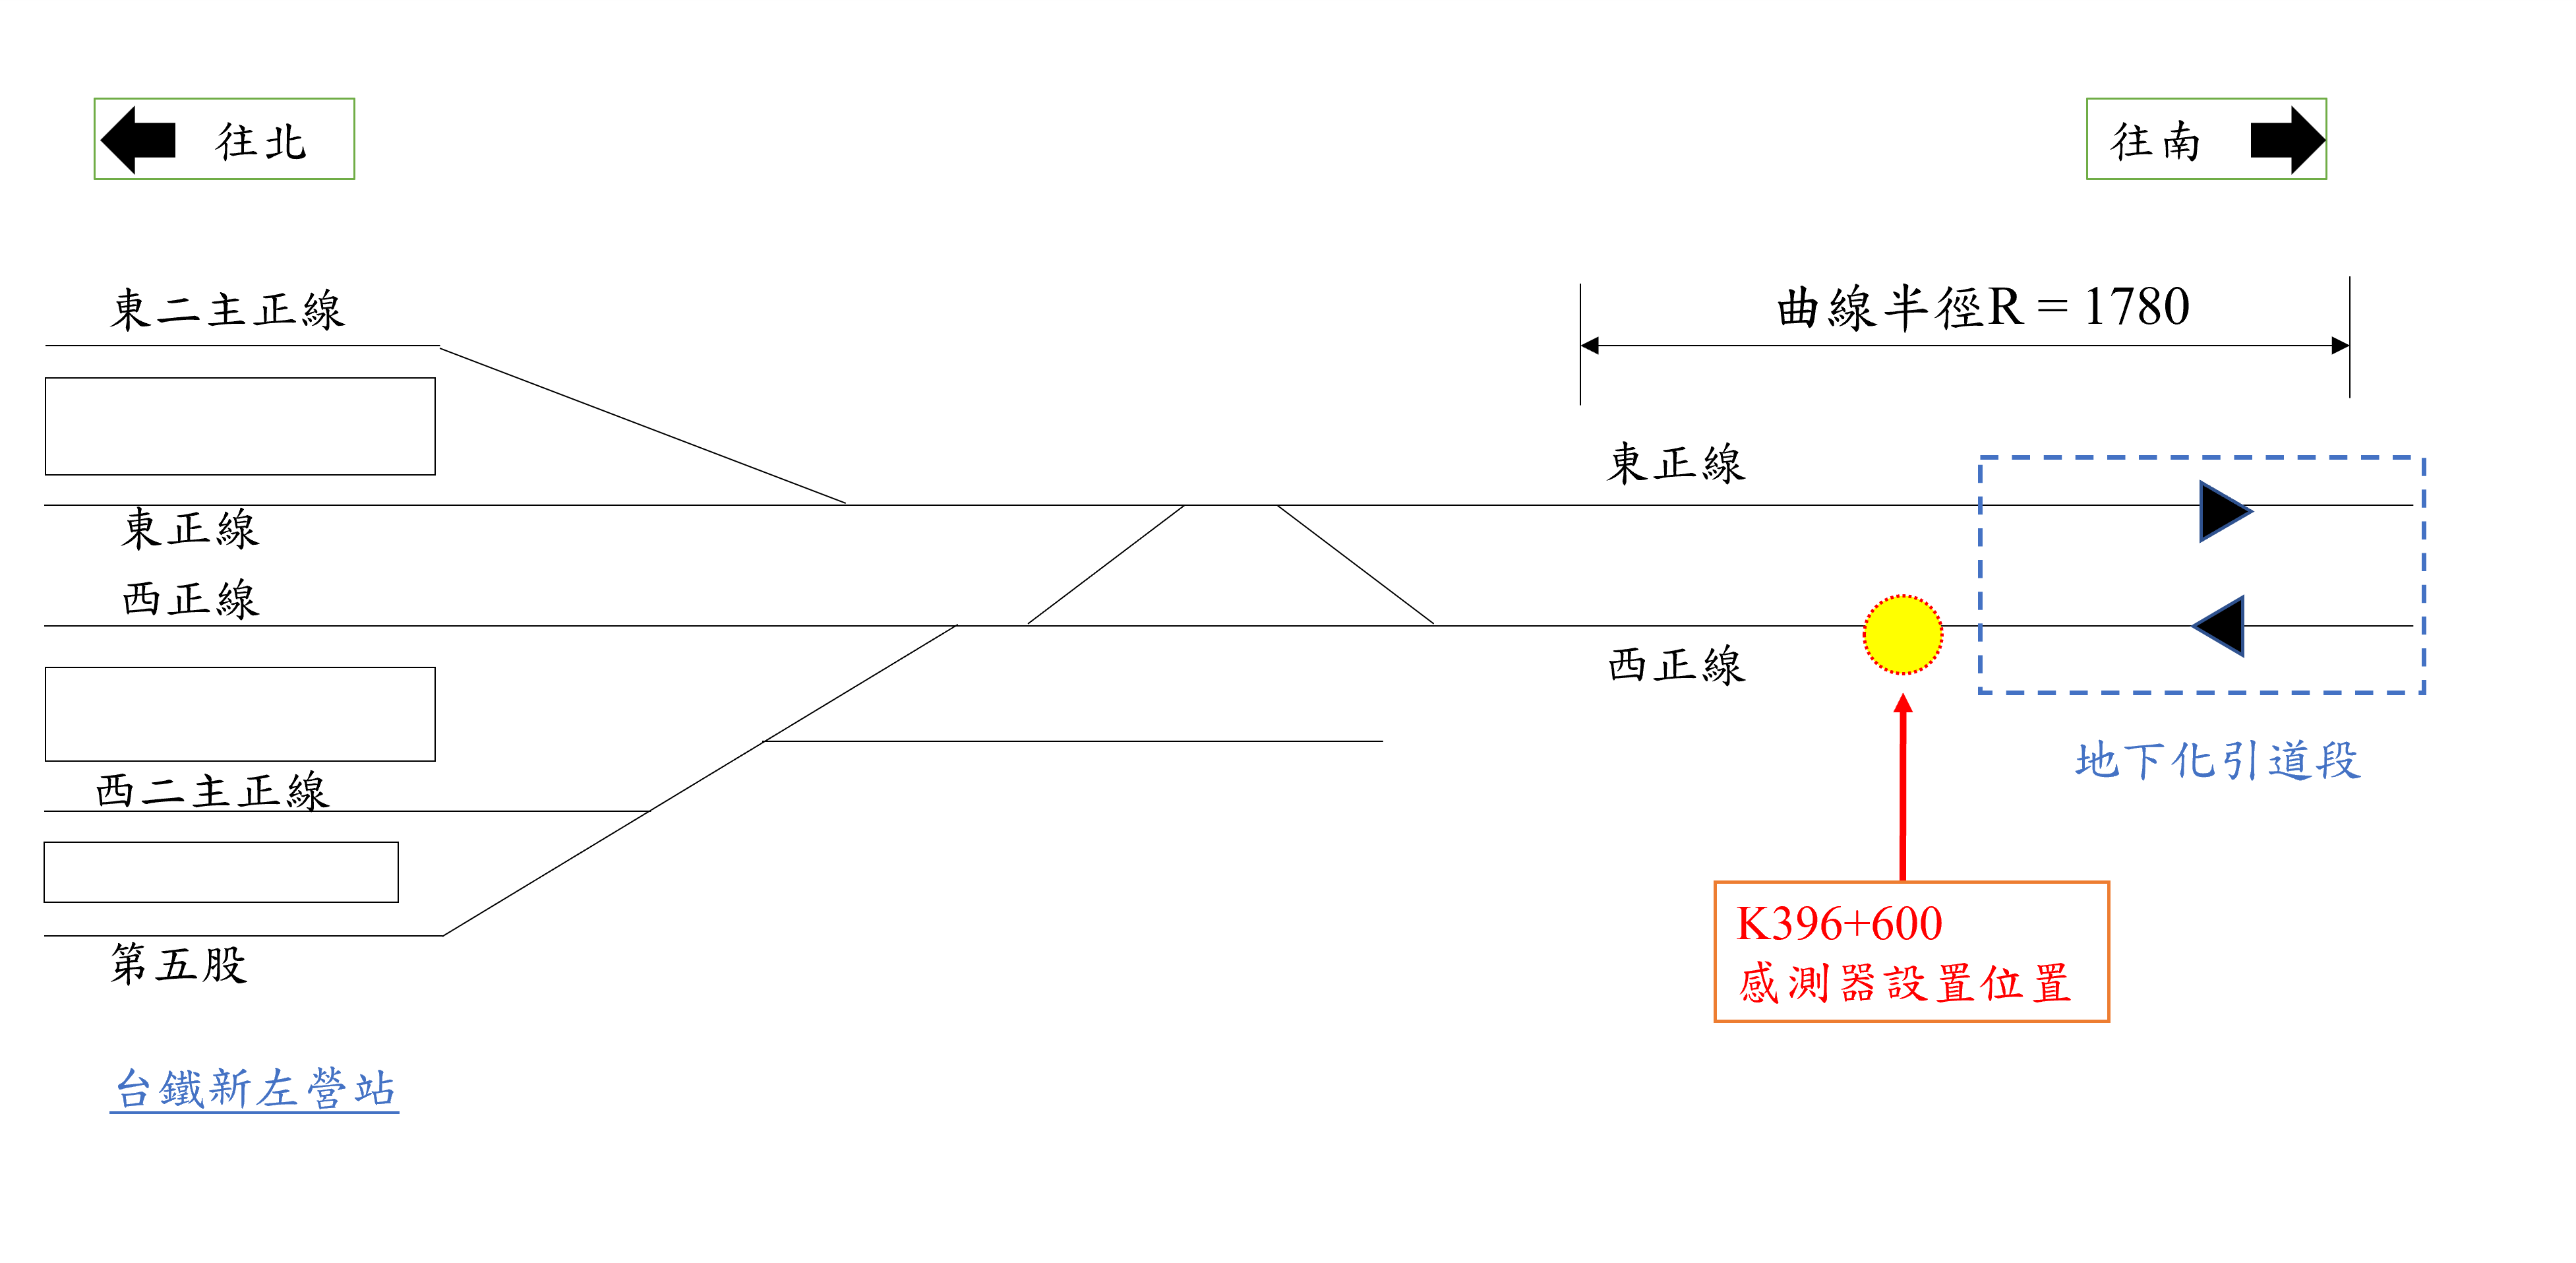 往北
往南
東二主正線
曲線半徑R = 1780
東正線
東正線
西正線
西正線
西二主正線
地下化引道段
K396+600
感測器設置位置
第五股
台鐵新左營站